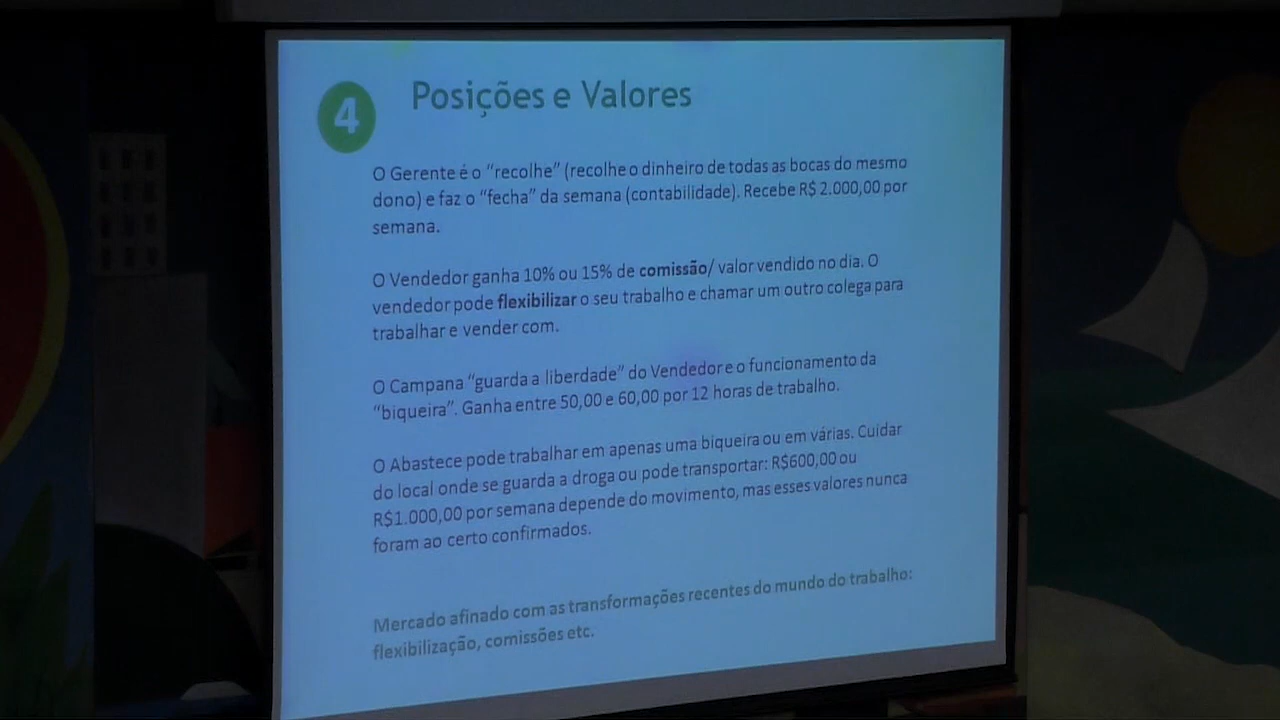 4
Posições e Valores
O Gerente é o “recolhe” (recolhe o dinheiro de todas as bocas do mesmo
dono) e faz o “fecha” da semana (contabilidade). Recebe R$ 2.000,00 por
semana.
O Vendedor ganha 10% ou 15% de comissão/ valor vendido no dia. O
vendedor pode flexibilizar o seu trabalho e chamar um outro colega para
trabalhar e vender com.
O Campana “guarda a liberdade” do Vendedor e o funcionamento da
“biqueira”. Ganha entre 50,00 e 60,00 por 12 horas de trabalho.
O Abastece pode trabalhar em apenas uma biqueira ou em várias. Cuidar
do local onde se guarda a droga ou pode transportar: R$600,00 ou
R$1.000,00 por semana depende do movimento, mas esses valores nunca
foram ao certo confirmados.
Mercado afinado com as transformações recentes do mundo do trabalho:
flexibilização, comissões etc.